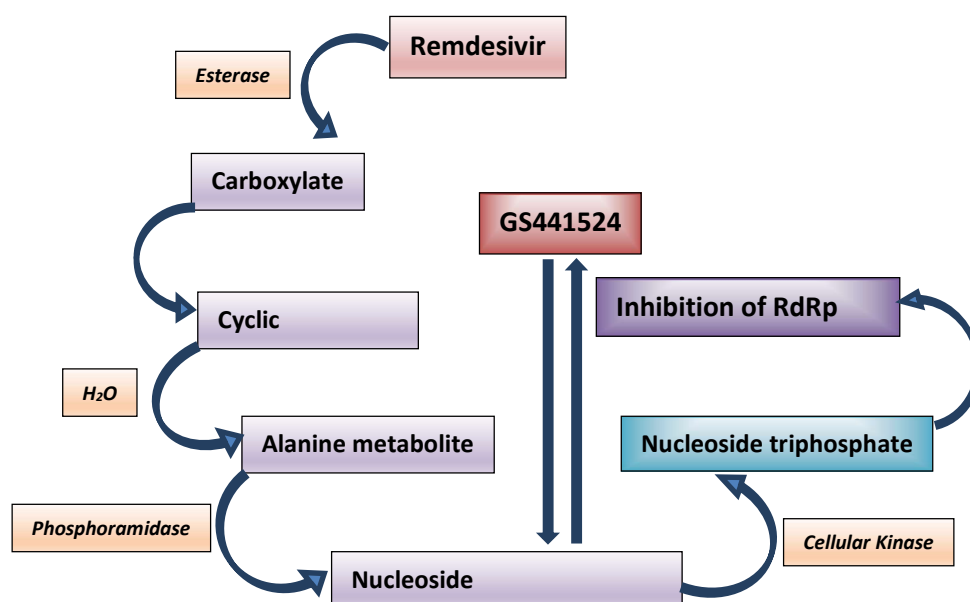 Remdesivir
Esterase
Carboxylate
GS441524
Inhibition of RdRp
Cyclic
H₂O
Alanine metabolite
Nucleoside triphosphate
Phosphoramidase
Cellular Kinase
Nucleoside